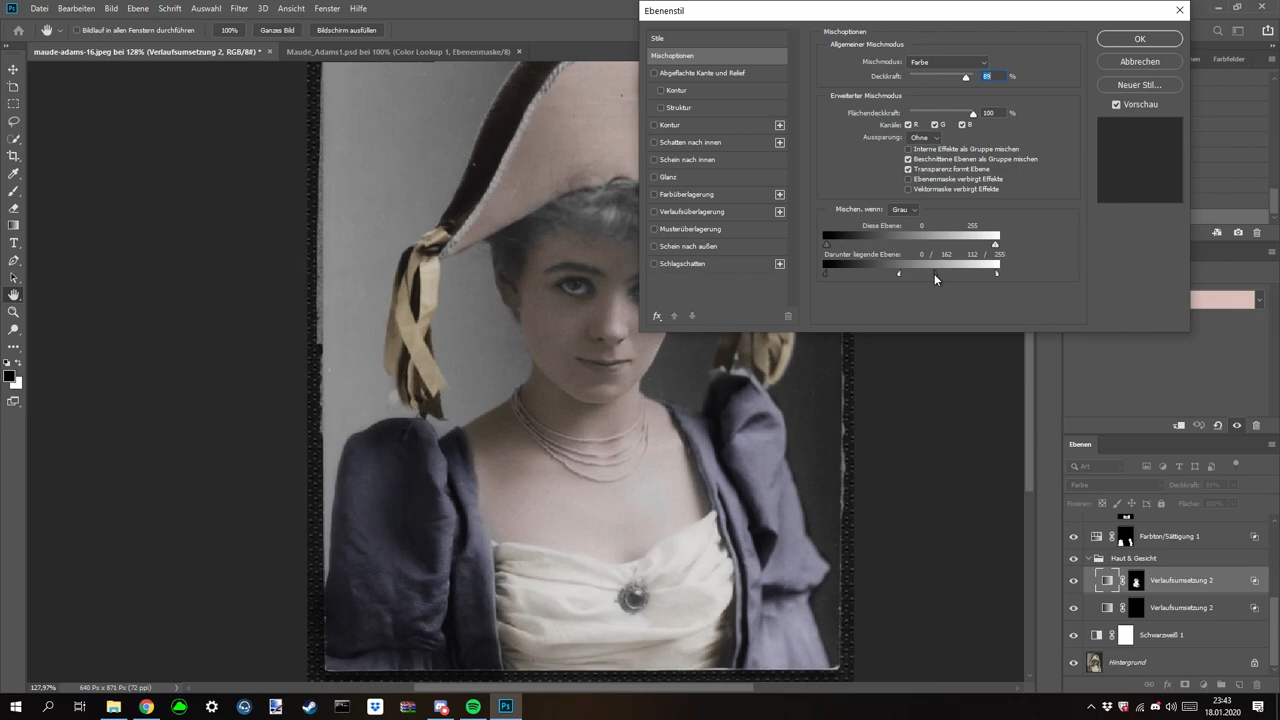 Datei Bearbeiten Bild Ebene Schrift Auswahl Filter 3D Ansicht Fenster Hilfe
Ebenenstil
Bildlauf in allen Fenstern durchführen 100% Ganzes Bild Bildschirm ausfüllen
maude-adams-16.jpeg bei 128% (Verlaufsumsetzung 2, RGB/8#) *
Maude_Adams1.psd bei 100% (Color Lookup 1, Ebenenmaske/8)
Stile
Mischoptionen
Abgeflachte Kante und Relief
Kontur
Struktur
Kontur
Schatten nach innen
Schein nach innen
Glanz
Farbüberlagerung
Verlaufsüberlagerung
Musterüberlagerung
Schein nach außen
Schlagschatten
fx
Mischoptionen
Allgemeiner Mischmodus
Mischmodus: Farbe
Deckkraft: 89 %
Erweiterter Mischmodus
Flächendeckkraft: 100 %
Kanäle: R G B
Aussparung: Ohne
Interne Effekte als Gruppe mischen
Beschnittene Ebenen als Gruppe mischen
Transparenz formt Ebene
Ebenenmaske verbirgt Effekte
Vektormaske verbirgt Effekte
Mischen, wenn: Grau
Diese Ebene: 0 255
Darunter liegende Ebene: 0 / 162 112 / 255
OK
Abbrechen
Neuer Stil...
Vorschau
Farbfelder
Ebenen
Art
Farbe Deckkraft: 89%
Fixieren: Fläche: 100%
Farbton/Sättigung 1
Haut & Gesicht
Verlaufsumsetzung 2
Verlaufsumsetzung 2
Schwarzweiß 1
Hintergrund
127,97% 640 Px x 861 Px (72 ppi)
23:43
18.01.2020